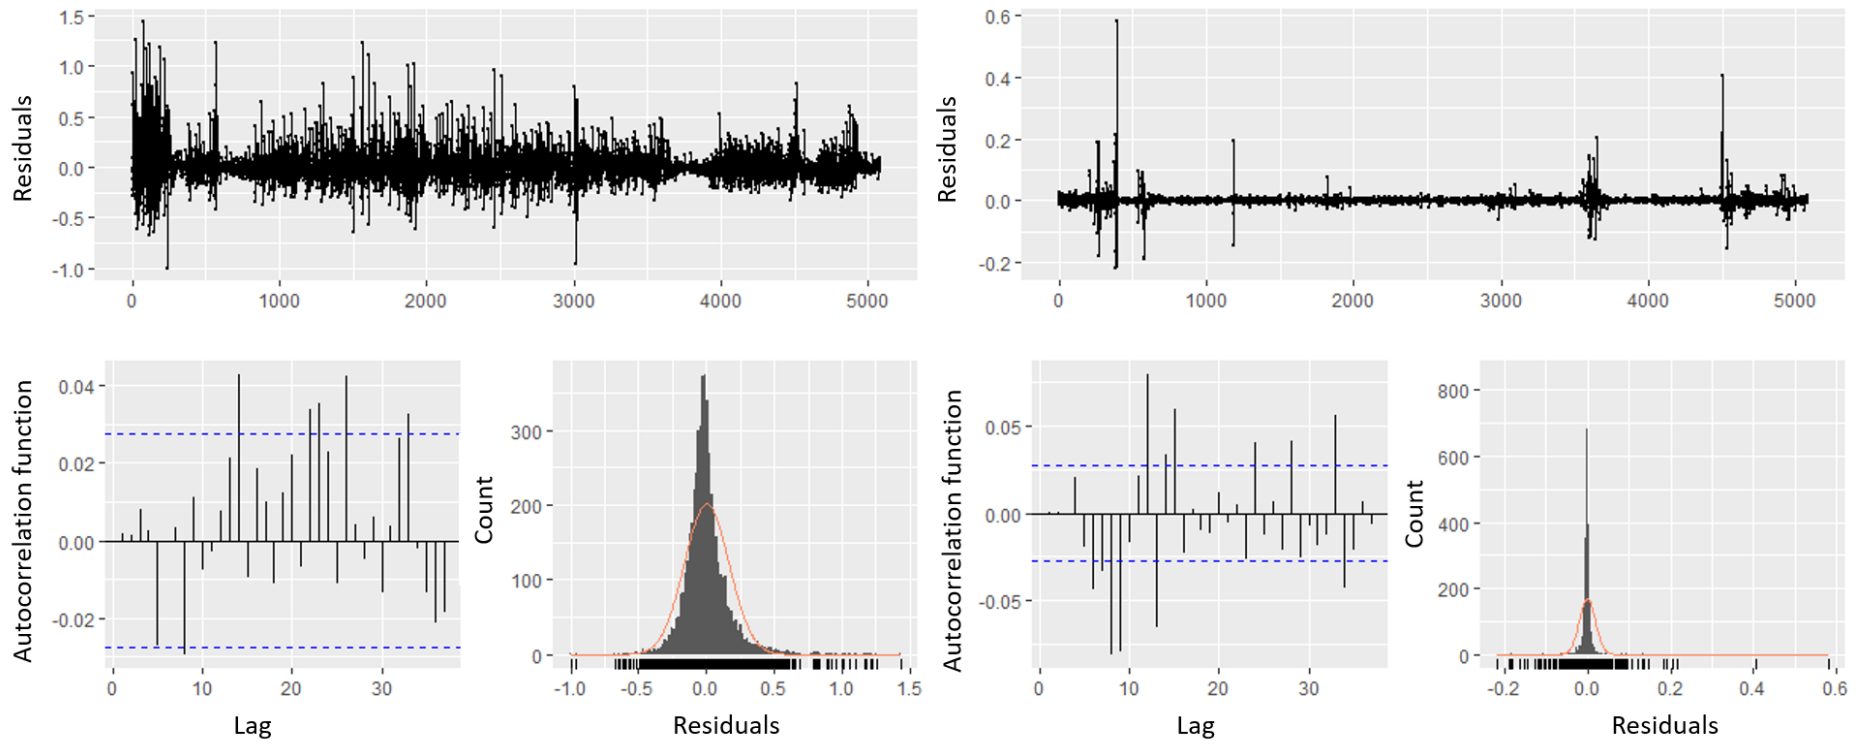 Residuals
1.5
1.0
0.5
0.0
-0.5
-1.0
0 1000 2000 3000 4000 5000
Residuals
0.6
0.4
0.2
0.0
-0.2
0 1000 2000 3000 4000 5000
Autocorrelation function
0.04
0.02
0.00
-0.02
0 10 20 30
Lag
Count
300
200
100
0
-1.0 -0.5 0.0 0.5 1.0 1.5
Residuals
Autocorrelation function
0.05
0.00
-0.05
0 10 20 30
Lag
Count
800
600
400
200
0
-0.2 0.0 0.2 0.4 0.6
Residuals